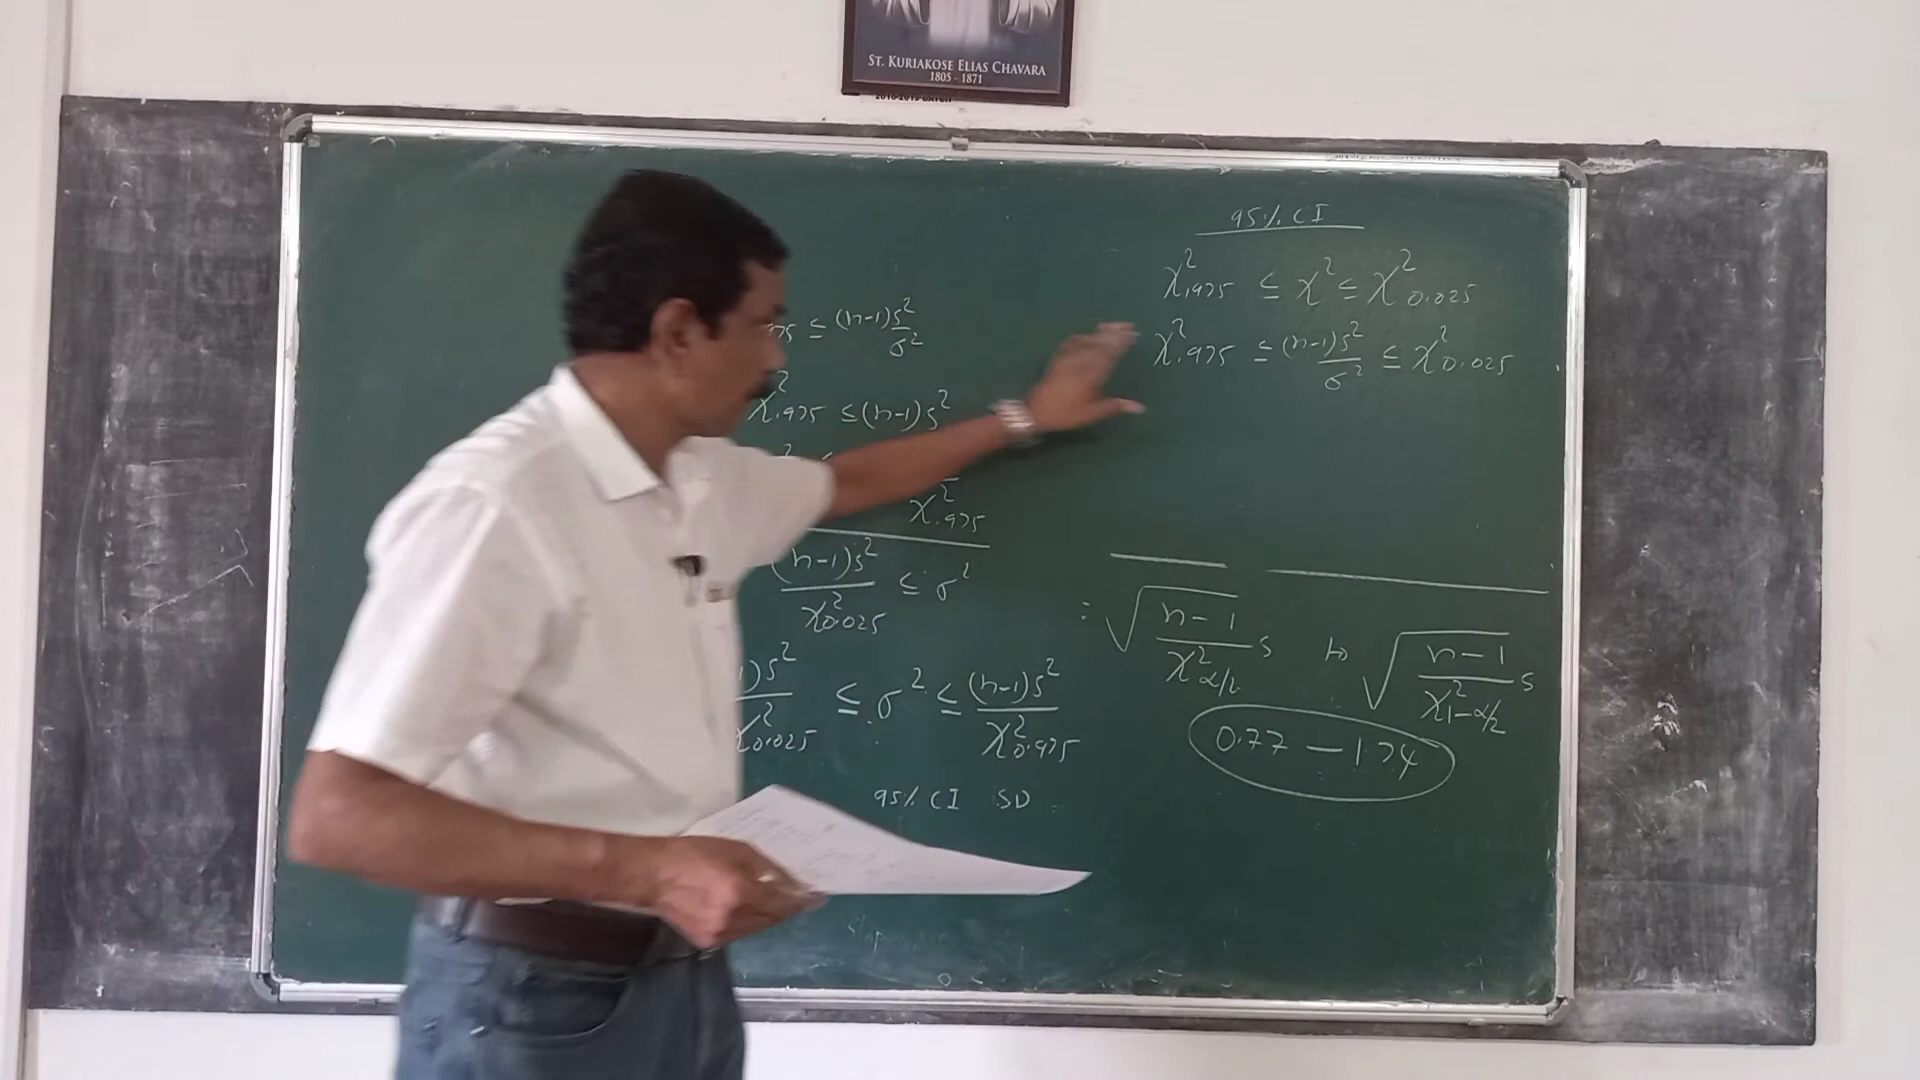 ST. KURIAKOSE ELIAS CHAVARA
1805 - 1871
95% CI
χ².975 ≤ χ² ≤ χ²0.025
χ².975 ≤ (n-1)s²/σ² ≤ χ²0.025
75 ≤ (n-1)s²/σ²
χ².975 ≤ (n-1)s²
χ².975
(n-1)s²/χ²0.025 ≤ σ²
1)s²/χ²0.025 ≤ σ² ≤ (n-1)s²/χ²0.975
95% CI SD
: √((n-1)/χ²α/2) s to √((n-1)/χ²1-α/2) s
0.77 — 1.74